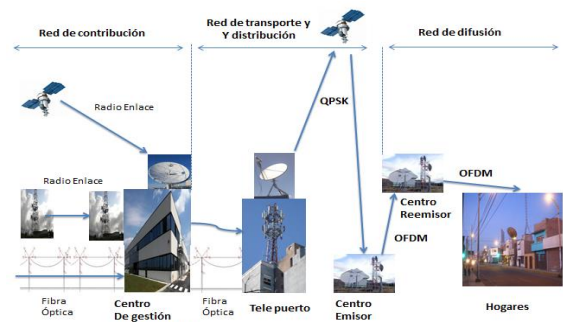 Red de contribución
Red de transporte y
Y distribución
Red de difusión
Radio Enlace
QPSK
Radio Enlace
OFDM
Centro
Reemisor
OFDM
Fibra
Óptica
Centro
De gestión
Fibra
Óptica
Tele puerto
Centro
Emisor
Hogares